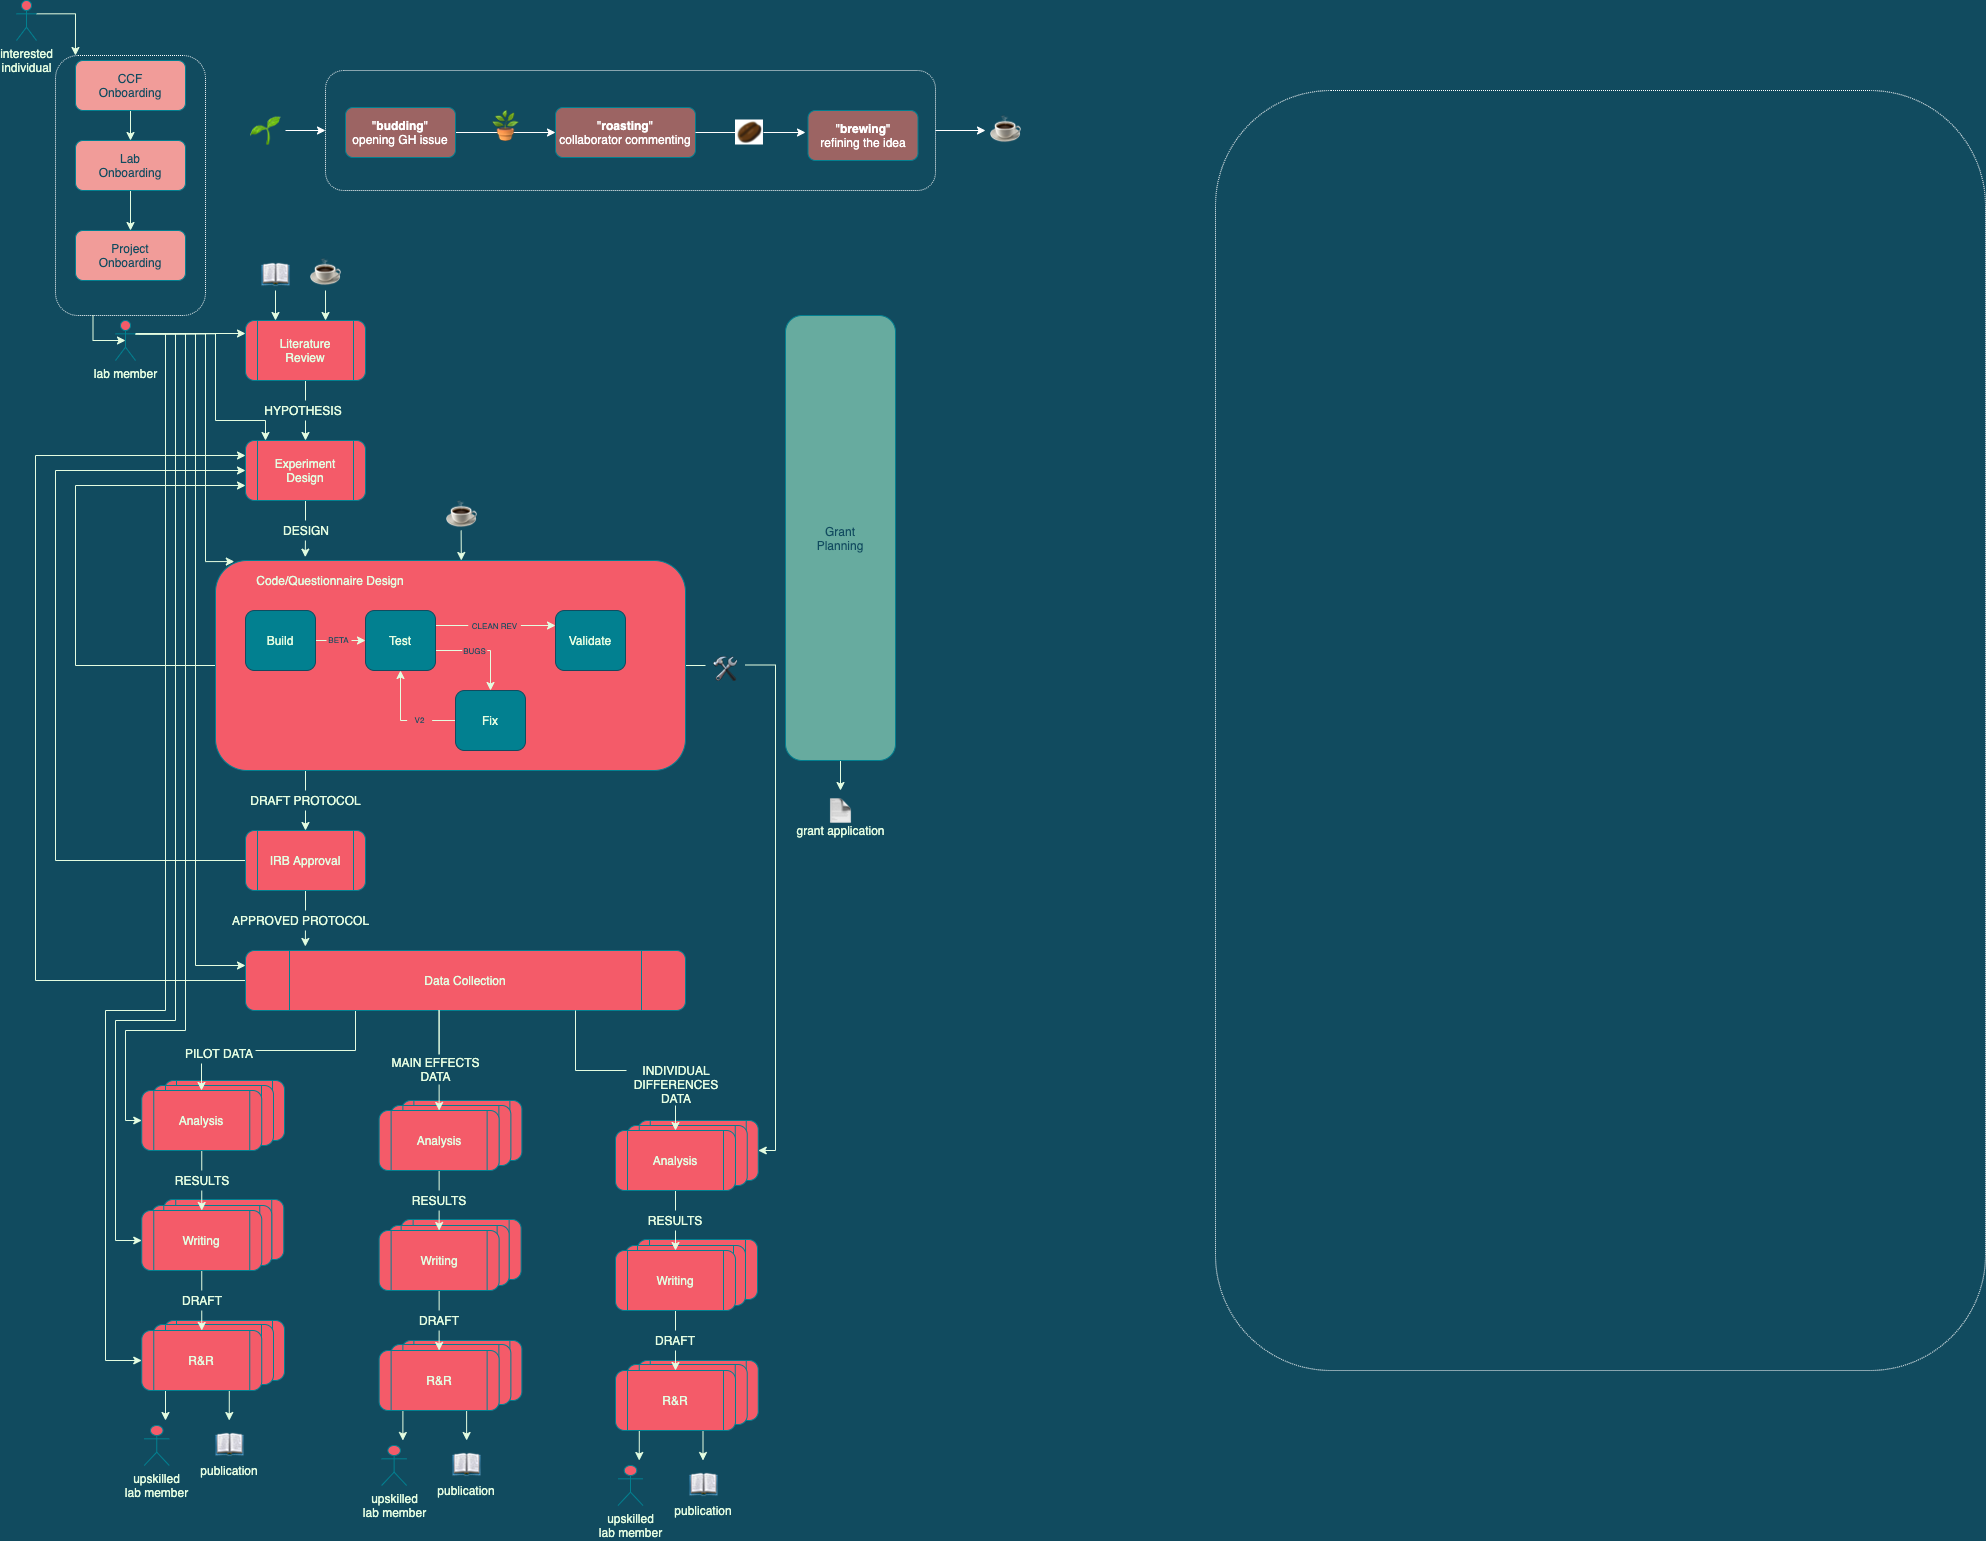 interested
individual
CCF
Onboarding
Lab
Onboarding
Project
Onboarding
"budding"
opening GH issue
"roasting"
collaborator commenting
"brewing"
refining the idea
lab member
Literature
Review
HYPOTHESIS
Experiment
Design
DESIGN
Code/Questionnaire Design
Build
BETA
Test
CLEAN REV
Validate
BUGS
V2
Fix
Grant
Planning
grant application
DRAFT PROTOCOL
IRB Approval
APPROVED PROTOCOL
Data Collection
PILOT DATA
Analysis
RESULTS
Writing
DRAFT
R&R
upskilled
lab member
publication
MAIN EFFECTS
DATA
Analysis
RESULTS
Writing
DRAFT
R&R
upskilled
lab member
publication
INDIVIDUAL
DIFFERENCES
DATA
Analysis
RESULTS
Writing
DRAFT
R&R
upskilled
lab member
publication